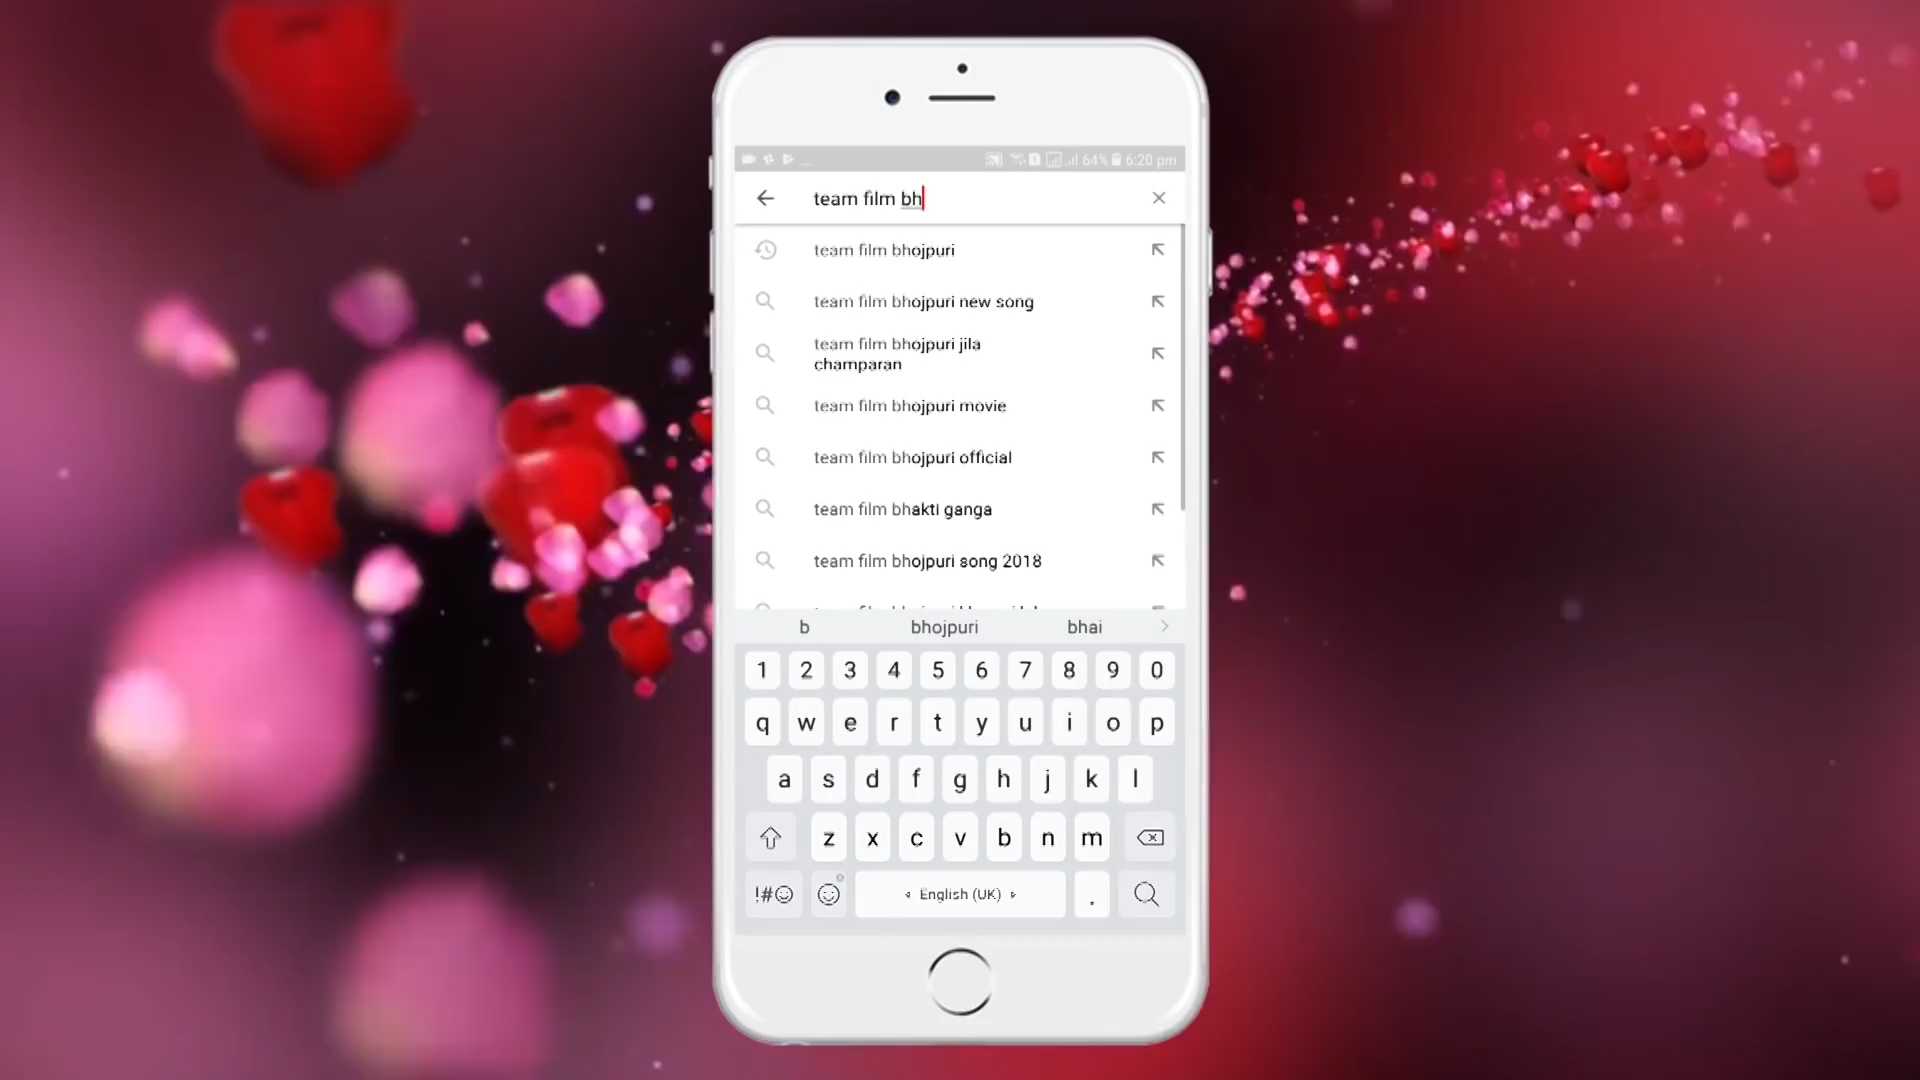 64% 6:20 pm
team film bh
team film bhojpuri
team film bhojpuri new song
team film bhojpuri jila
champaran
team film bhojpuri movie
team film bhojpuri official
team film bhakti ganga
team film bhojpuri song 2018
b bhojpuri bhai
1 2 3 4 5 6 7 8 9 0
q w e r t y u i o p
a s d f g h j k l
z x c v b n m
!#☺ English (UK) .